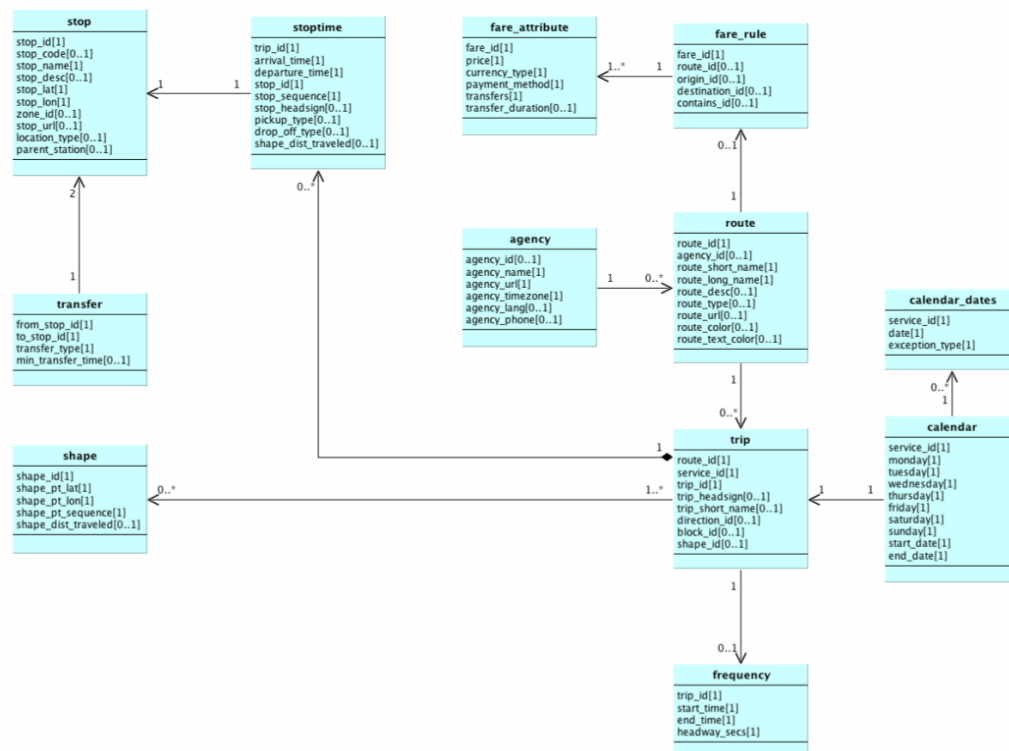 stop
stop_id[1]
stop_code[0..1]
stop_name[1]
stop_desc[0..1]
stop_lat[1]
stop_lon[1]
zone_id[0..1]
stop_url[0..1]
location_type[0..1]
parent_station[0..1]
1
1
stoptime
trip_id[1]
arrival_time[1]
departure_time[1]
stop_id[1]
stop_sequence[1]
stop_headsign[0..1]
pickup_type[0..1]
drop_off_type[0..1]
shape_dist_traveled[0..1]
0..*
fare_attribute
fare_id[1]
price[1]
currency_type[1]
payment_method[1]
transfers[1]
transfer_duration[0..1]
1..*
1
fare_rule
fare_id[1]
route_id[0..1]
origin_id[0..1]
destination_id[0..1]
contains_id[0..1]
0..1
1
2
1
transfer
from_stop_id[1]
to_stop_id[1]
transfer_type[1]
min_transfer_time[0..1]
agency
agency_id[0..1]
agency_name[1]
agency_url[1]
agency_timezone[1]
agency_lang[0..1]
agency_phone[0..1]
1
0..*
route
route_id[1]
agency_id[0..1]
route_short_name[1]
route_long_name[1]
route_desc[0..1]
route_type[0..1]
route_url[0..1]
route_color[0..1]
route_text_color[0..1]
1
0..*
calendar_dates
service_id[1]
date[1]
exception_type[1]
0..*
1
calendar
service_id[1]
monday[1]
tuesday[1]
wednesday[1]
thursday[1]
friday[1]
saturday[1]
sunday[1]
start_date[1]
end_date[1]
1
1
shape
shape_id[1]
shape_pt_lat[1]
shape_pt_lon[1]
shape_pt_sequence[1]
shape_dist_traveled[0..1]
0..*
1
1..*
trip
route_id[1]
service_id[1]
trip_id[1]
trip_headsign[0..1]
trip_short_name[0..1]
direction_id[0..1]
block_id[0..1]
shape_id[0..1]
1
0..1
frequency
trip_id[1]
start_time[1]
end_time[1]
headway_secs[1]